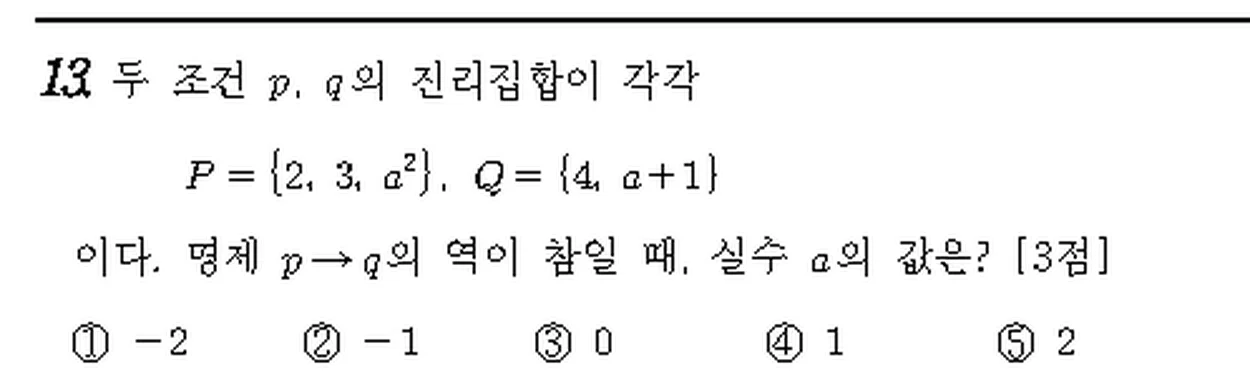 13 두 조건 p, q의 진리집합이 각각
P = {2, 3, a²}, Q = {4, a+1}
이다. 명제 p → q의 역이 참일 때, 실수 a의 값은? [3점]
① −2 ② −1 ③ 0 ④ 1 ⑤ 2